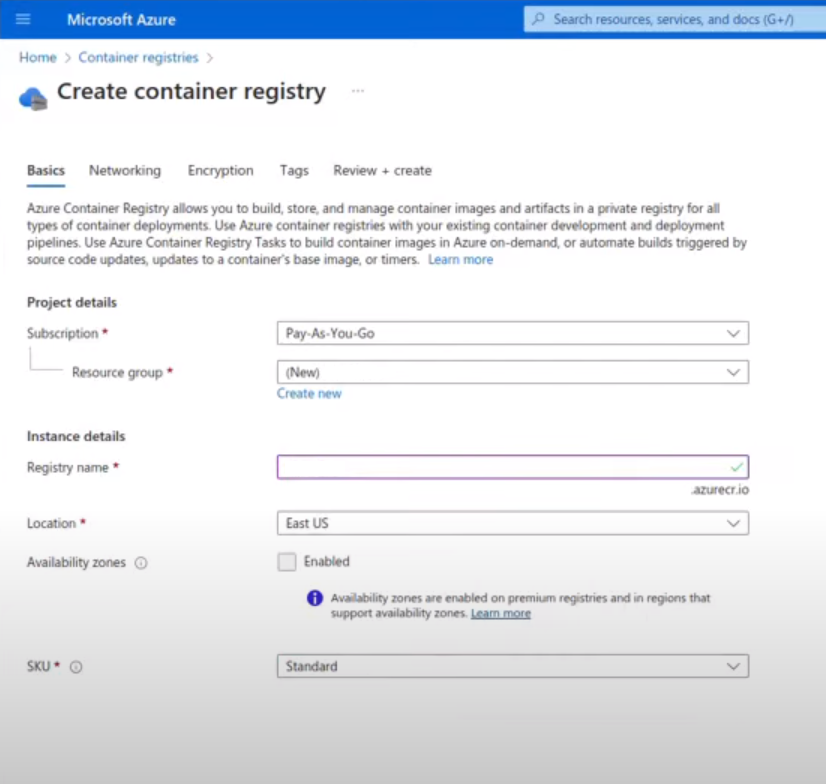 Microsoft Azure
Search resources, services, and docs (G+/)
Home > Container registries >
Create container registry ...
Basics Networking Encryption Tags Review + create
Azure Container Registry allows you to build, store, and manage container images and artifacts in a private registry for all
types of container deployments. Use Azure container registries with your existing container development and deployment
pipelines. Use Azure Container Registry Tasks to build container images in Azure on-demand, or automate builds triggered by
source code updates, updates to a container's base image, or timers. Learn more
Project details
Subscription * Pay-As-You-Go
Resource group * (New)
Create new
Instance details
Registry name *
.azurecr.io
Location * East US
Availability zones Enabled
Availability zones are enabled on premium registries and in regions that
support availability zones. Learn more
SKU * Standard